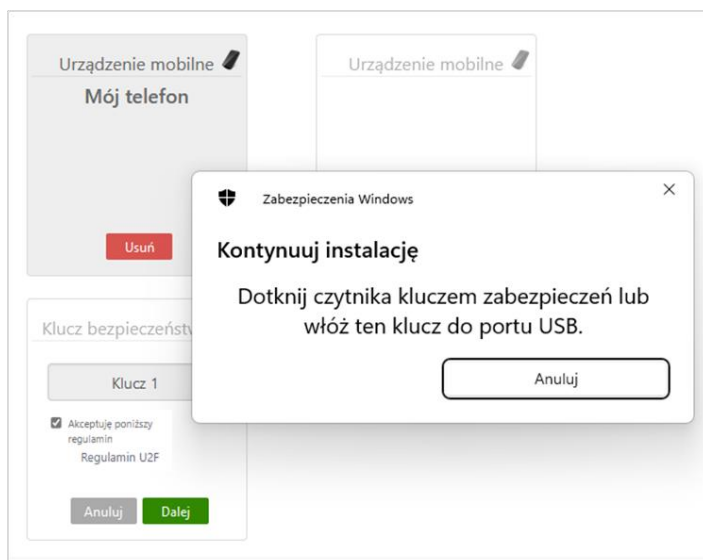 Urządzenie mobilne
Mój telefon
Usuń
Urządzenie mobilne
Zabezpieczenia Windows
Kontynuuj instalację
Dotknij czytnika kluczem zabezpieczeń lub
włóż ten klucz do portu USB.
Anuluj
Klucz bezpieczeństw
Klucz 1
Akceptuję poniższy
regulamin
Regulamin U2F
Anuluj
Dalej